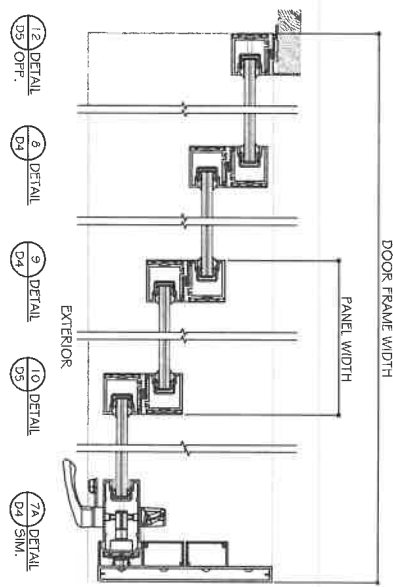 DOOR FRAME WIDTH
PANEL WIDTH
EXTERIOR
12 DETAIL
D5 OPP.
8 DETAIL
D4
9 DETAIL
D4
10 DETAIL
D5
7A DETAIL
D4 SIM.